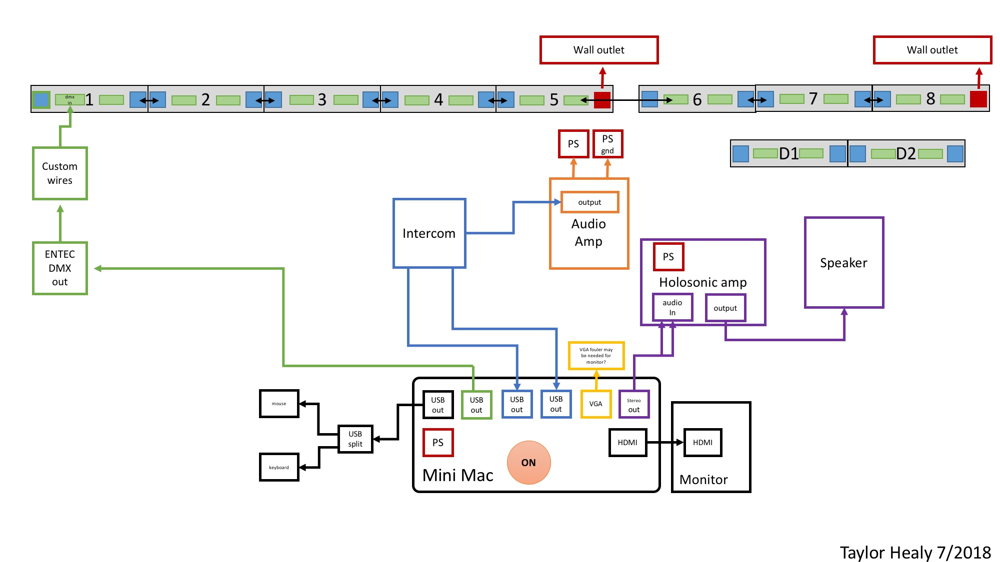 Wall outlet
Wall outlet
dmx
in
1
2
3
4
5
6
7
8
PS
PS
gnd
D1
D2
Custom
wires
output
Audio
Amp
Intercom
ENTEC
DMX
out
PS
Holosonic amp
audio
In
output
Speaker
VGA fouler may
be needed for
monitor?
mouse
USB
out
USB
out
USB
out
USB
out
VGA
Stereo
out
USB
split
PS
HDMI
HDMI
keyboard
ON
Mini Mac
Monitor
Taylor Healy 7/2018